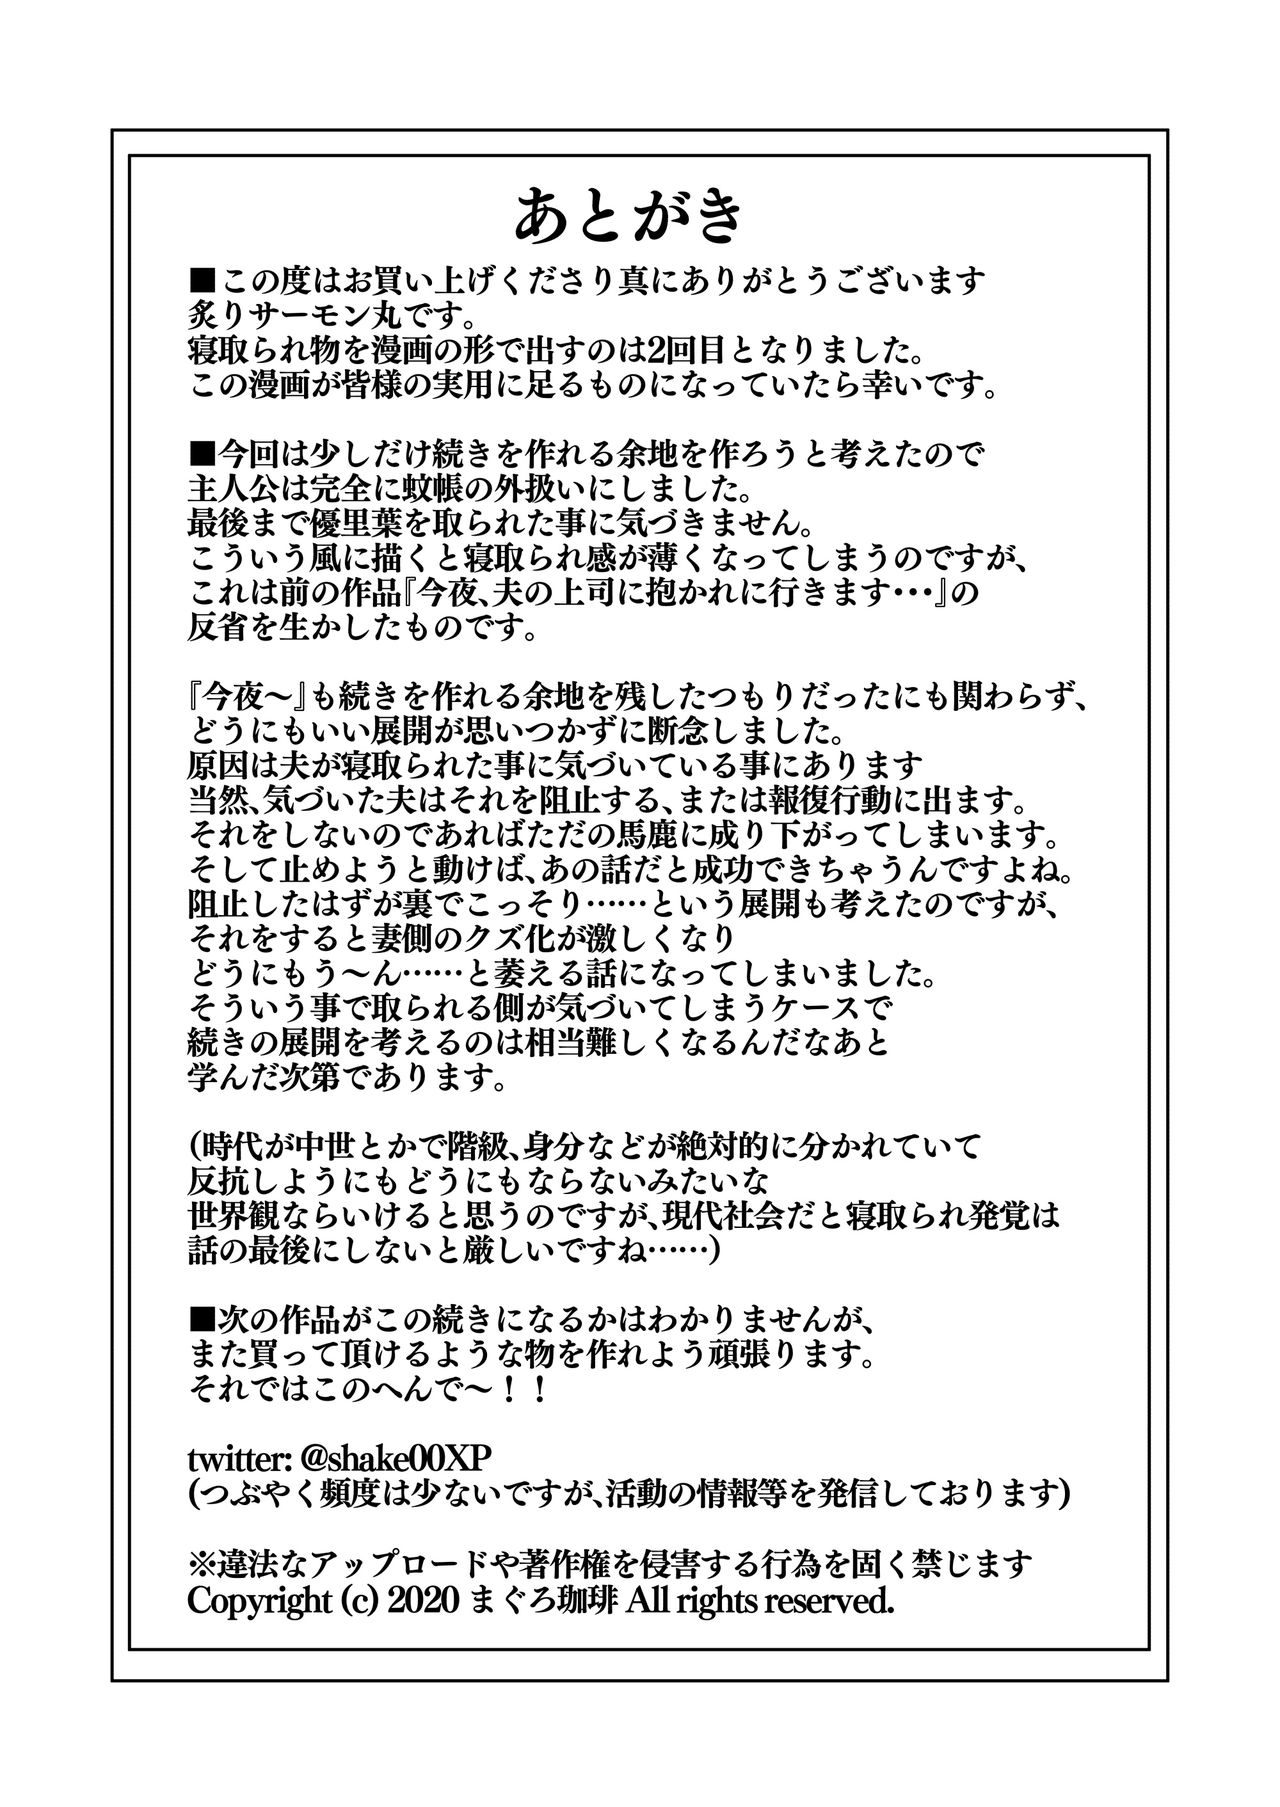 あとがき
■この度はお買い上げくださり真にありがとうございます
炙りサーモン丸です。
寝取られ物を漫画の形で出すのは2回目となりました。
この漫画が皆様の実用に足るものになっていたら幸いです。
■今回は少しだけ続きを作れる余地を作ろうと考えたので
主人公は完全に蚊帳の外扱いにしました。
最後まで優里葉を取られた事に気づきません。
こういう風に描くと寝取られ感が薄くなってしまうのですが、
これは前の作品『今夜、夫の上司に抱かれに行きます・・・』の
反省を生かしたものです。
『今夜〜』も続きを作れる余地を残したつもりだったにも関わらず、
どうにもいい展開が思いつかずに断念しました。
原因は夫が寝取られた事に気づいている事にあります
当然、気づいた夫はそれを阻止する、または報復行動に出ます。
それをしないのであればただの馬鹿に成り下がってしまいます。
そして止めようと動けば、あの話だと成功できちゃうんですよね。
阻止したはずが裏でこっそり……という展開も考えたのですが、
それをすると妻側のクズ化が激しくなり
どうにもう〜ん……と萎える話になってしまいました。
そういう事で取られる側が気づいてしまうケースで
続きの展開を考えるのは相当難しくなるんだなあと
学んだ次第であります。
(時代が中世とかで階級、身分などが絶対的に分かれていて
反抗しようにもどうにもならないみたいな
世界観ならいけると思うのですが、現代社会だと寝取られ発覚は
話の最後にしないと厳しいですね……)
■次の作品がこの続きになるかはわかりませんが、
また買って頂けるような物を作れよう頑張ります。
それではこのへんで〜！！
twitter: @shake00XP
(つぶやく頻度は少ないですが、活動の情報等を発信しております)
※違法なアップロードや著作権を侵害する行為を固く禁じます
Copyright (c) 2020 まぐろ珈琲 All rights reserved.